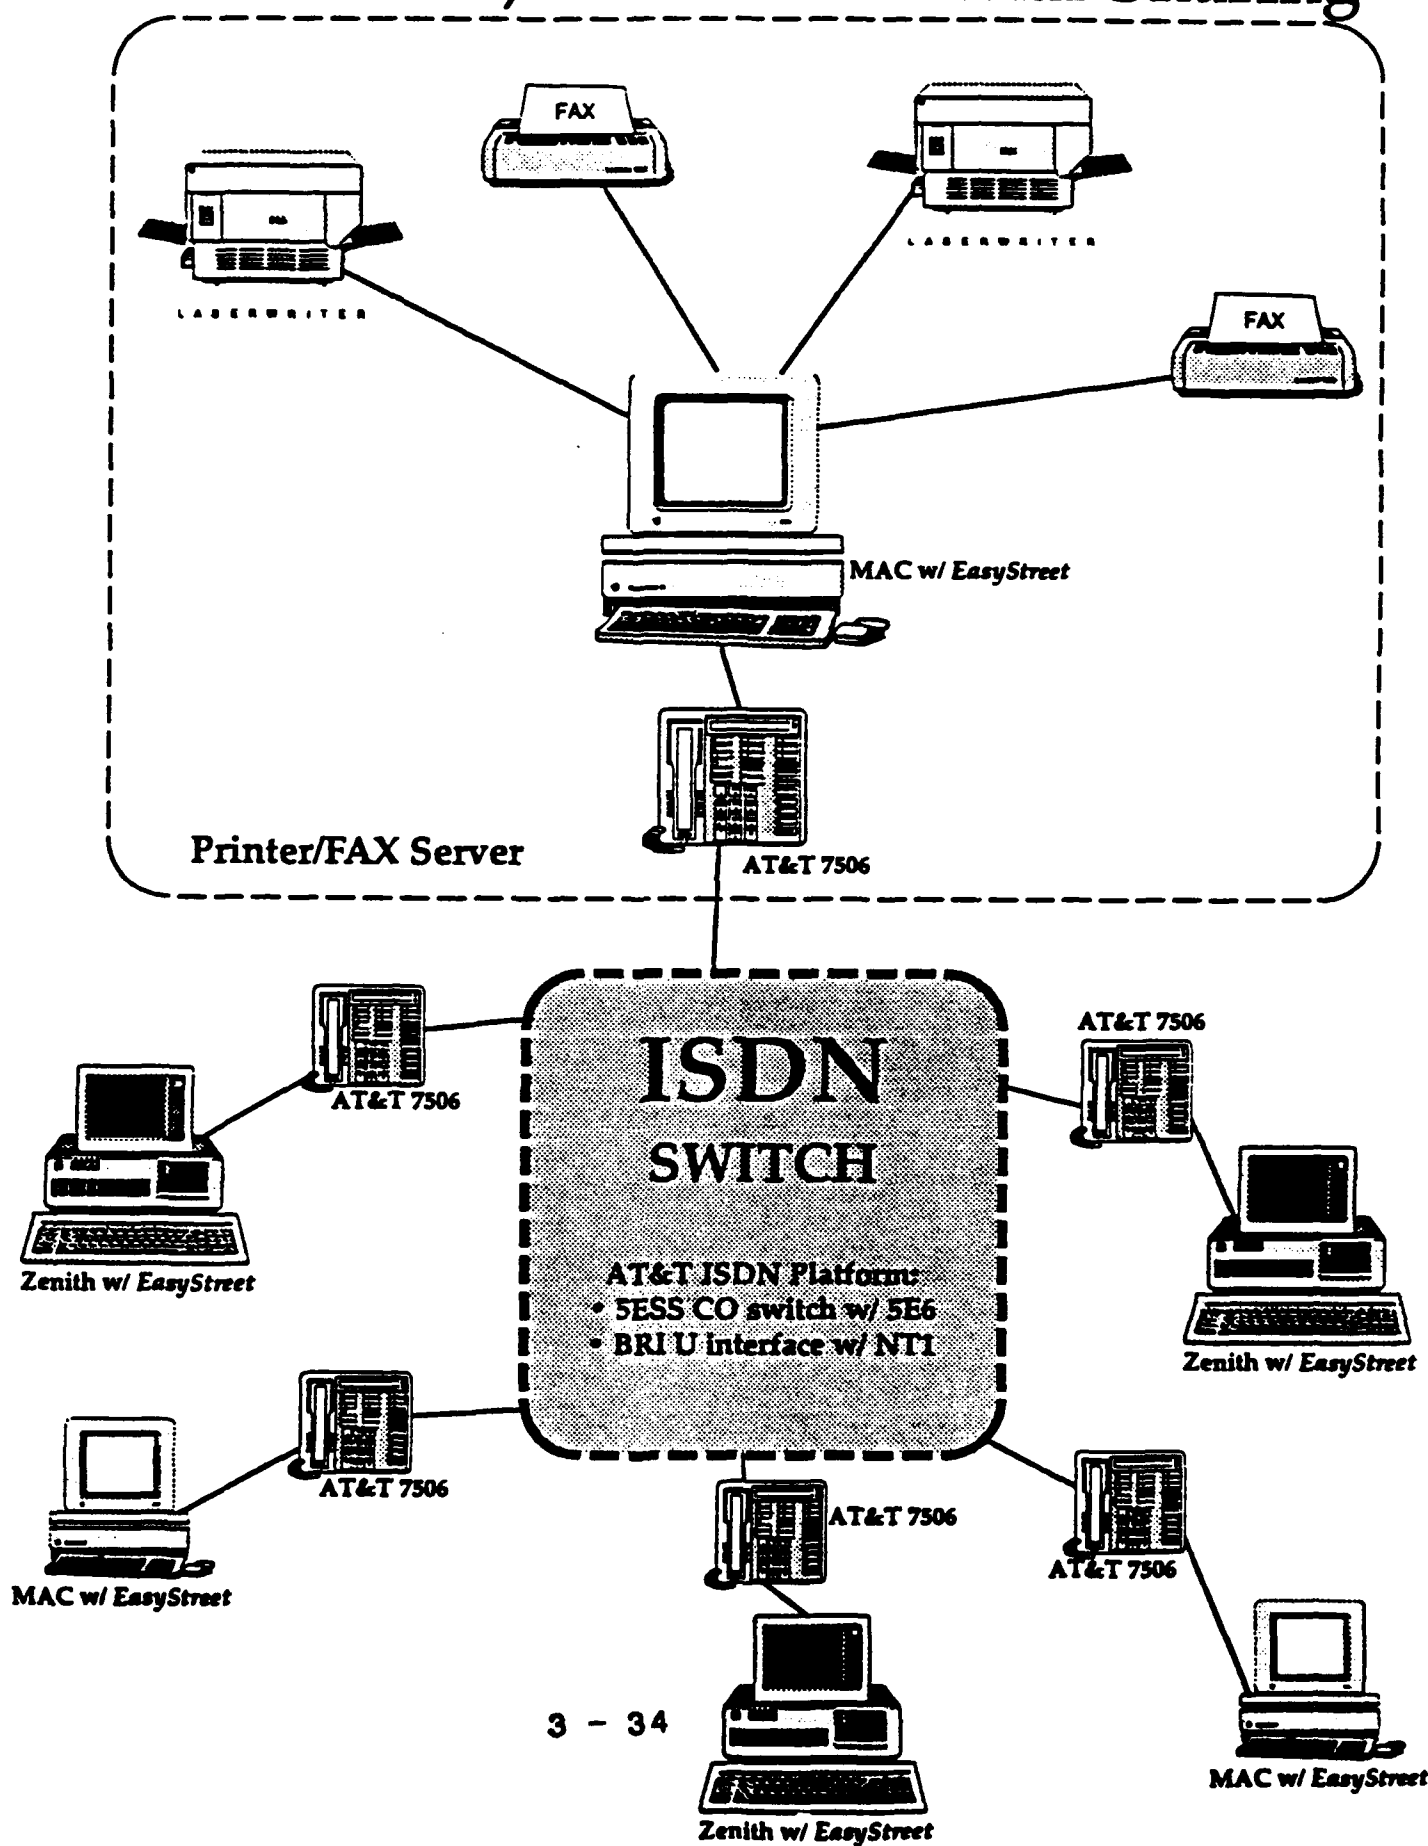 Sharing
FAX
LASERWRITER
LASERWRITER
FAX
MAC w/ EasyStreet
Printer/FAX Server
AT&T 7506
ISDN
SWITCH
AT&T ISDN Platform:
• 5ESS CO switch w/ 5E6
• BRI U interface w/ NT1
AT&T 7506
Zenith w/ EasyStreet
AT&T 7506
Zenith w/ EasyStreet
AT&T 7506
MAC w/ EasyStreet
AT&T 7506
Zenith w/ EasyStreet
AT&T 7506
MAC w/ EasyStreet
3 - 34